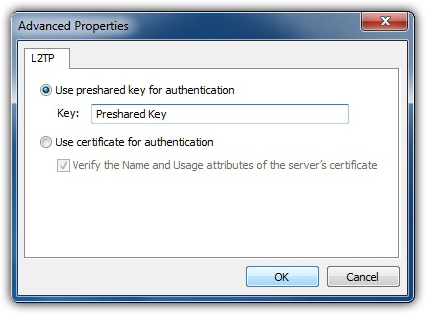 Advanced Properties
L2TP
Use preshared key for authentication
Key: Preshared Key
Use certificate for authentication
Verify the Name and Usage attributes of the server's certificate
OK Cancel